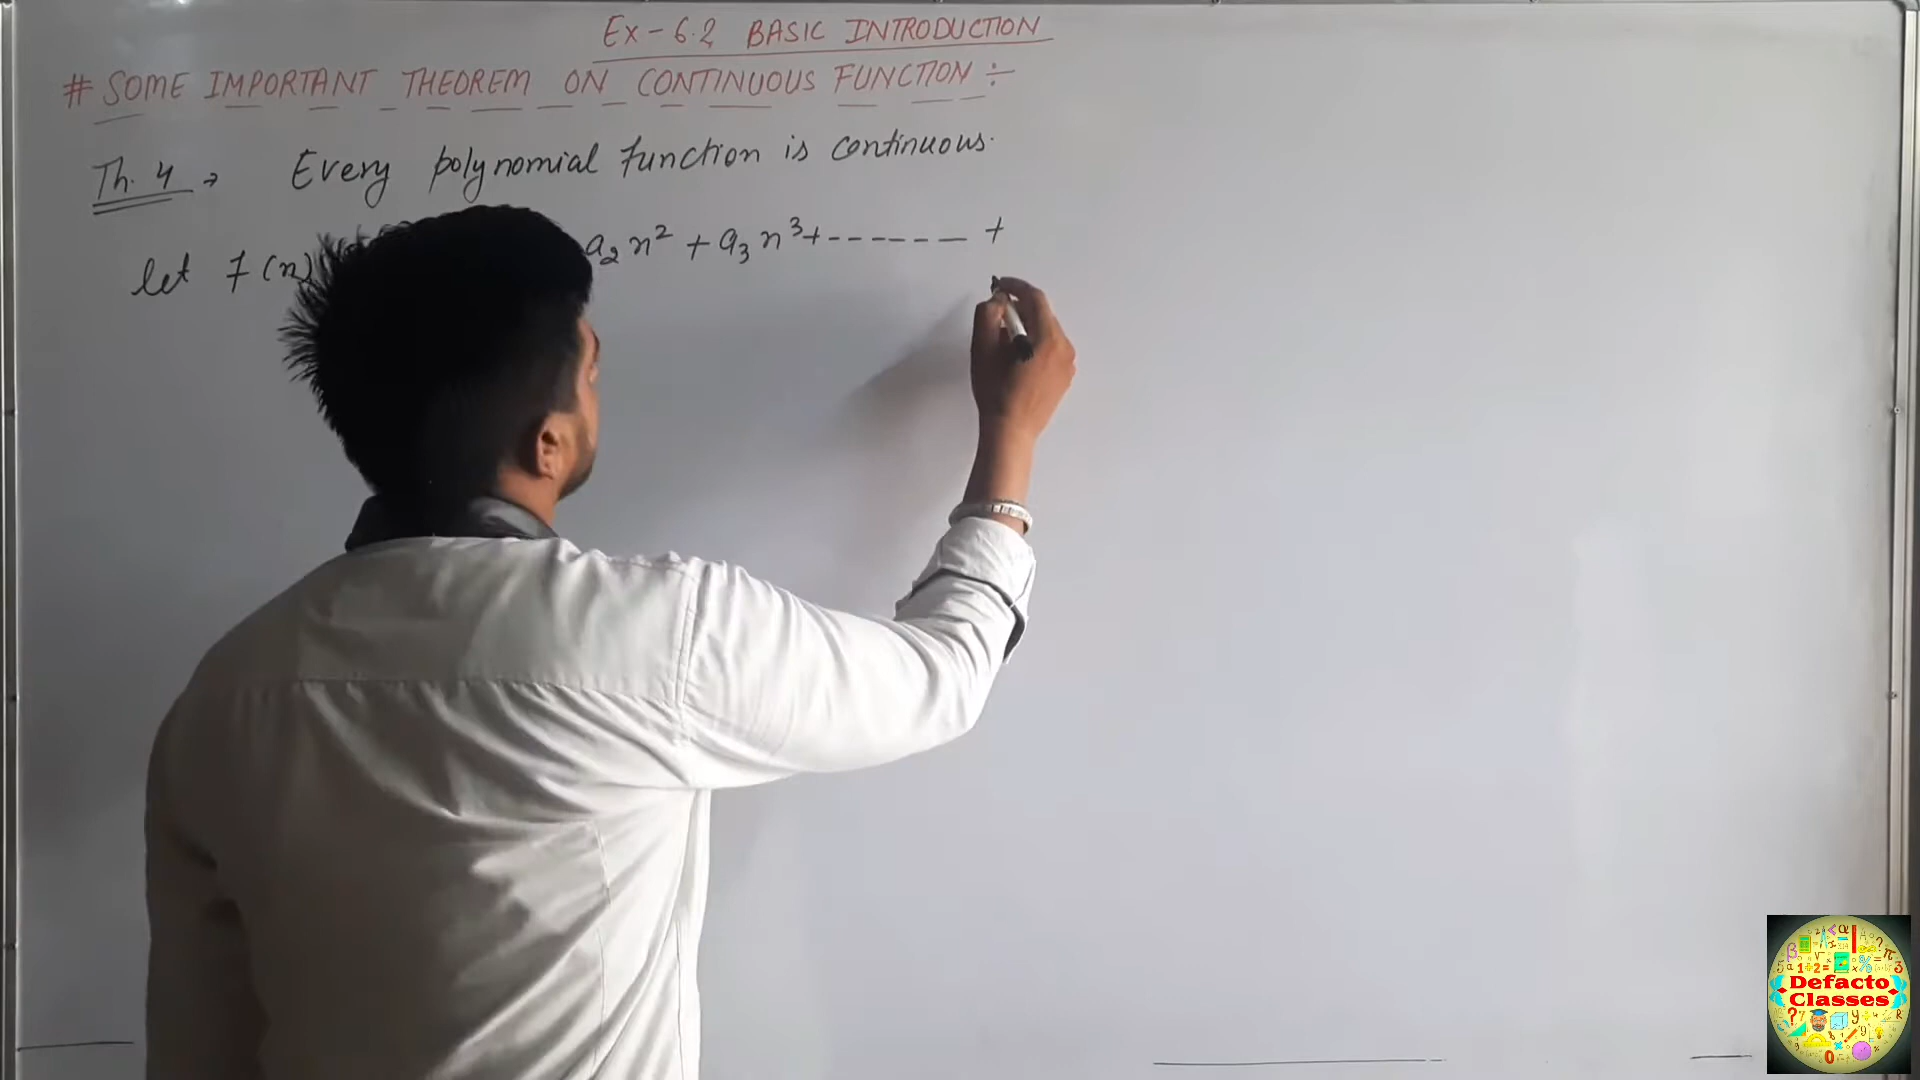 Ex - 6.2 BASIC INTRODUCTION
# SOME IMPORTANT THEOREM ON CONTINUOUS FUNCTION ÷
Th. 4 → Every polynomial function is continuous.
let f(x) a₂x² + a₃x³ + ------ +
Defacto
Classes